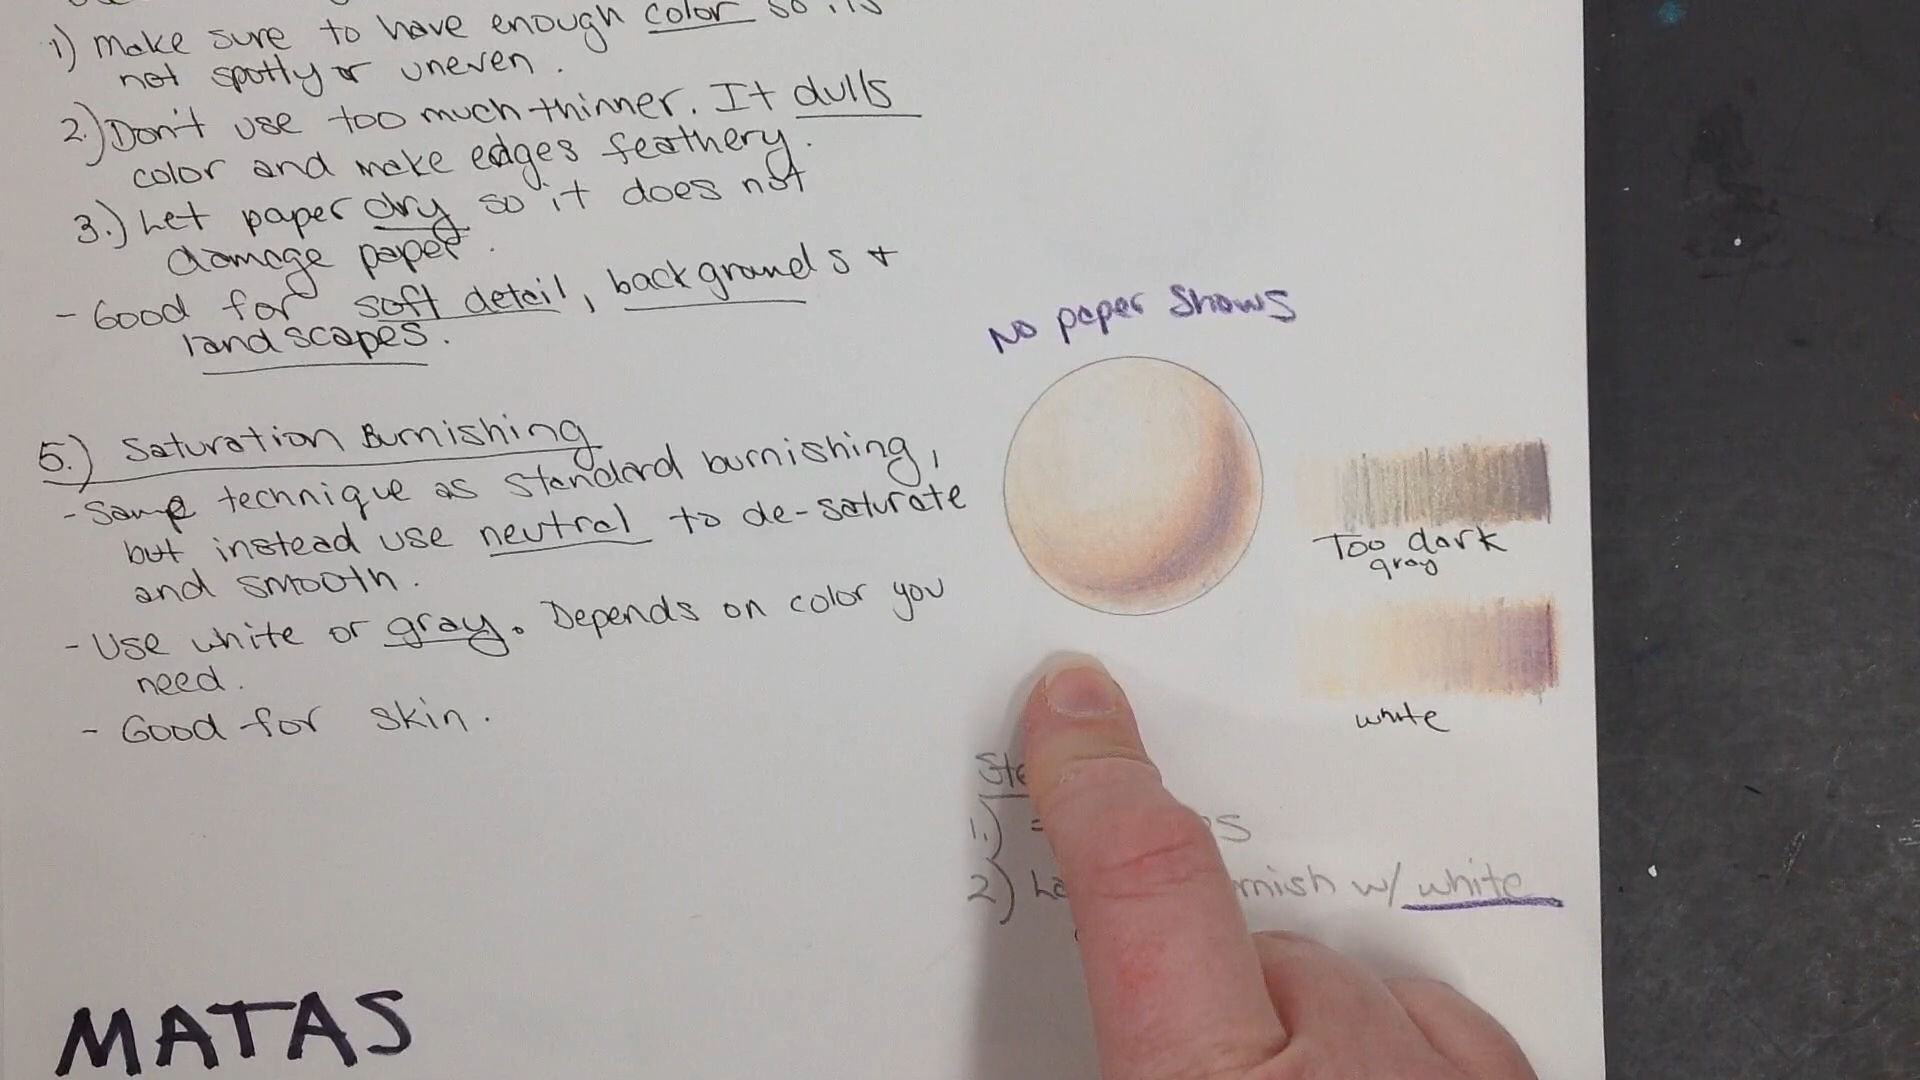 1) Make sure to have enough color so its
not spotty or uneven.
2.) Don't use too much thinner. It dulls
color and make edges feathery.
3.) Let paper dry so it does not
damage paper.
- Good for soft detail, backgrounds +
landscapes.
5.) Saturation Burnishing
- Same technique as standard burnishing,
but instead use neutral to de-saturate
and smooth.
- Use white or gray. Depends on color you
need.
- Good for skin.
MATAS
No paper shows
Too dark
gray
white
1.)
2.) w/ white